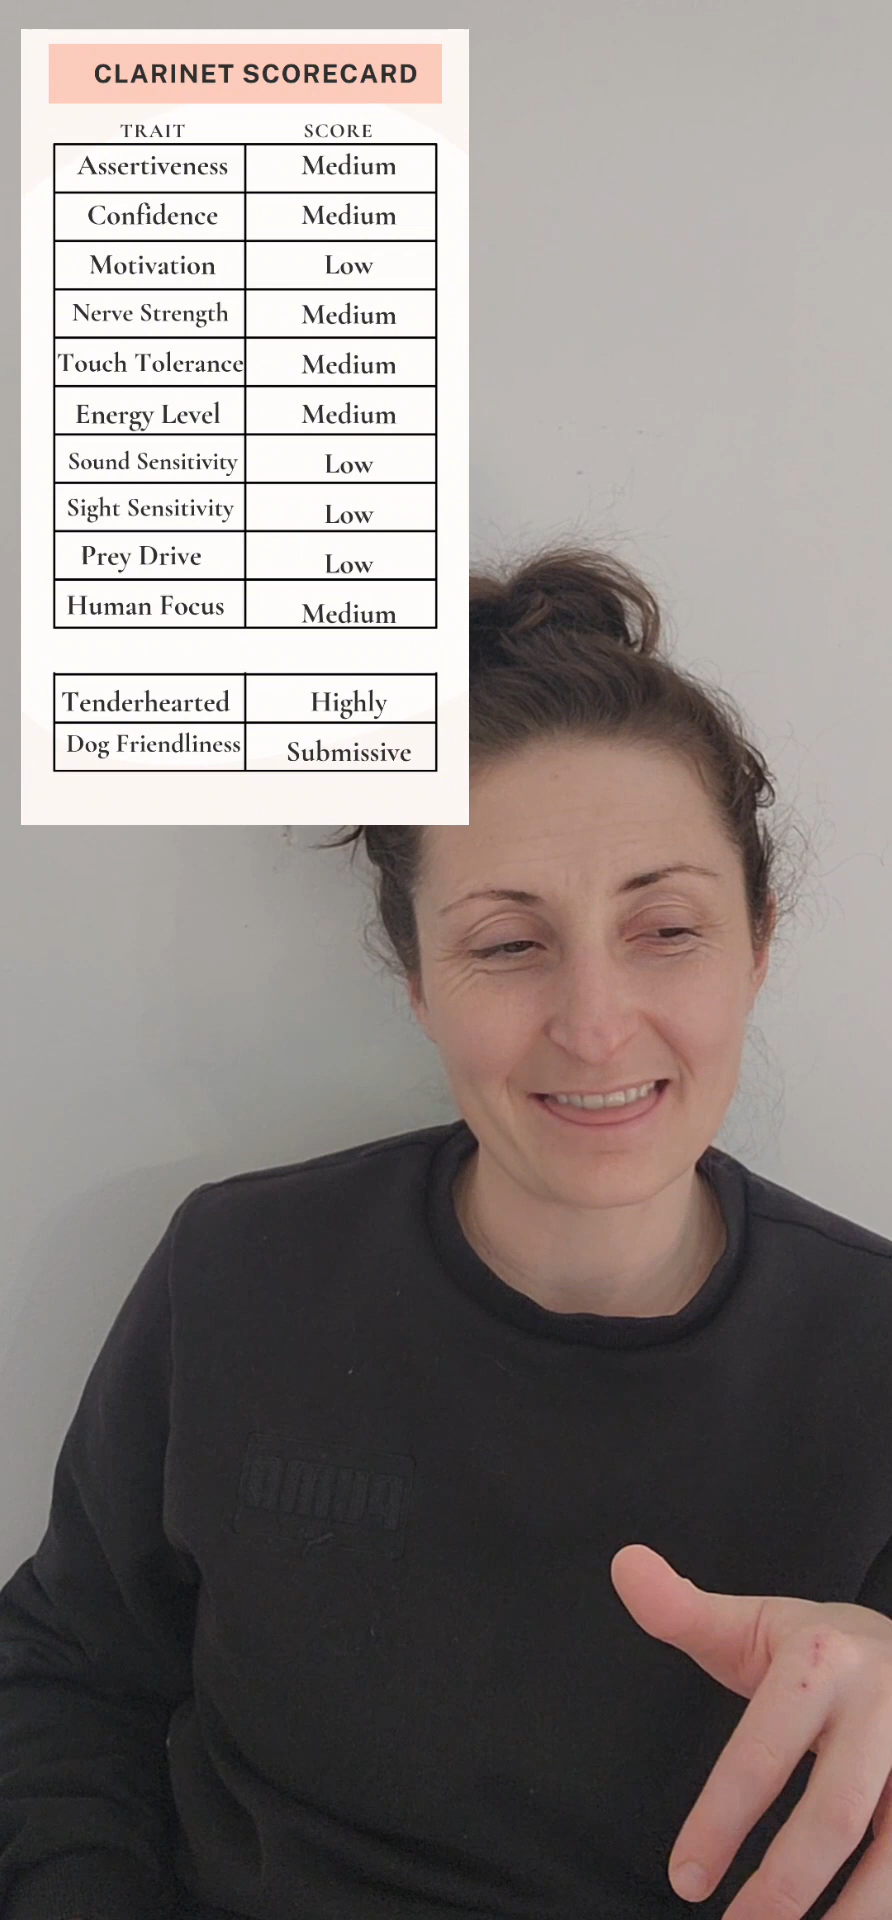 CLARINET SCORECARD
TRAIT SCORE
Assertiveness Medium
Confidence Medium
Motivation Low
Nerve Strength Medium
Touch Tolerance Medium
Energy Level Medium
Sound Sensitivity Low
Sight Sensitivity Low
Prey Drive Low
Human Focus Medium
Tenderhearted Highly
Dog Friendliness Submissive
PUMA